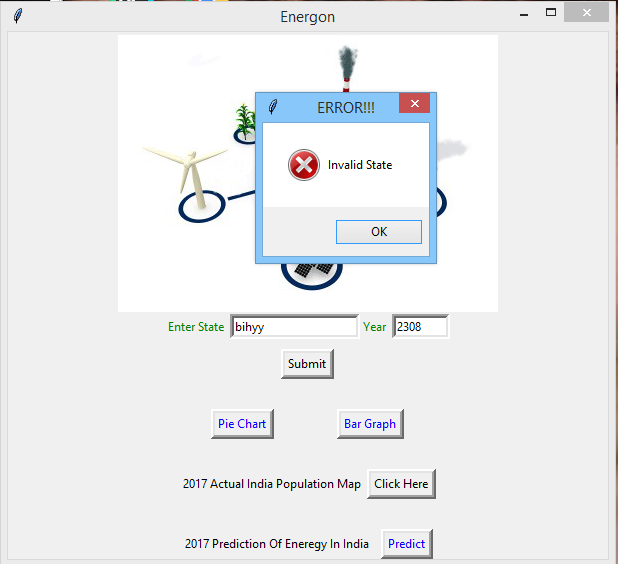 Energon
ERROR!!!
Invalid State
OK
Enter State bihyy Year 2308
Submit
Pie Chart Bar Graph
2017 Actual India Population Map Click Here
2017 Prediction Of Eneregy In India Predict